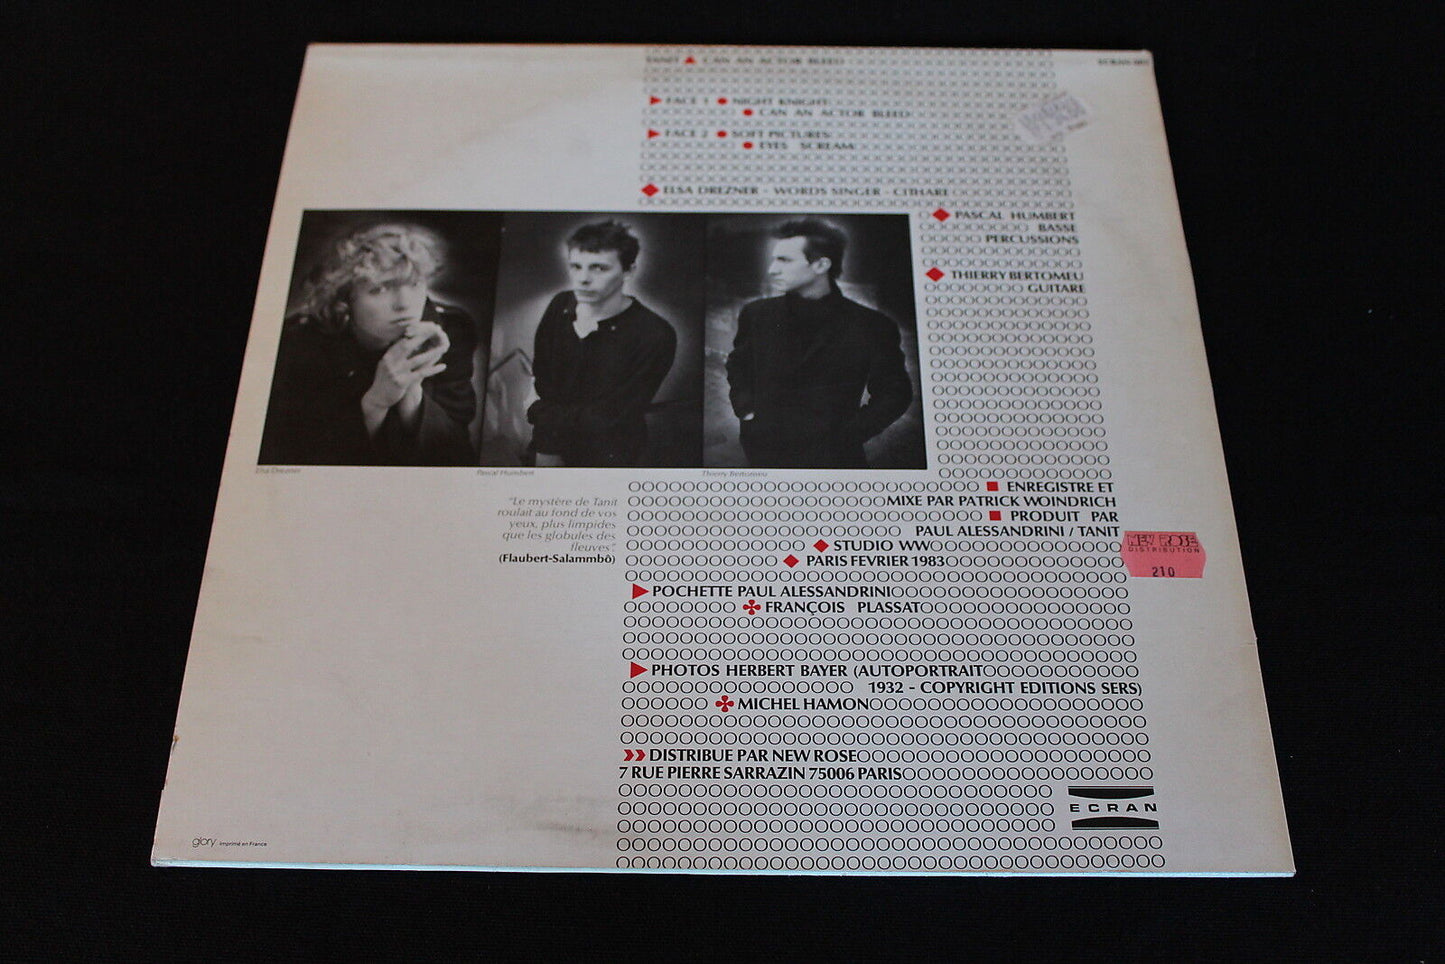 TANIT CAN AN ACTOR BLEED
FACE 1 NIGHT KNIGHT
CAN AN ACTOR BLEED
FACE 2 SOFT PICTURES
EYES SCREAM
ELSA DREZNER - WORDS SINGER - CITHARE
PASCAL HUMBERT
BASSE
PERCUSSIONS
THIERRY BERTOMEU
GUITARE
Elsa Drezner
Pascal Humbert
Thierry Bertomeu
"Le mystère de Tanit
roulait au fond de vos
yeux, plus limpides
que les globules des
fleuves".
(Flaubert-Salammbô)
ENREGISTRE ET
MIXE PAR PATRICK WOINDRICH
PRODUIT PAR
PAUL ALESSANDRINI / TANIT
STUDIO WW
PARIS FEVRIER 1983
NEW ROSE
DISTRIBUTION
210
POCHETTE PAUL ALESSANDRINI
FRANÇOIS PLASSAT
PHOTOS HERBERT BAYER (AUTOPORTRAIT
1932 - COPYRIGHT EDITIONS SERS)
MICHEL HAMON
DISTRIBUE PAR NEW ROSE
7 RUE PIERRE SARRAZIN 75006 PARIS
ECRAN
glory imprimé en France